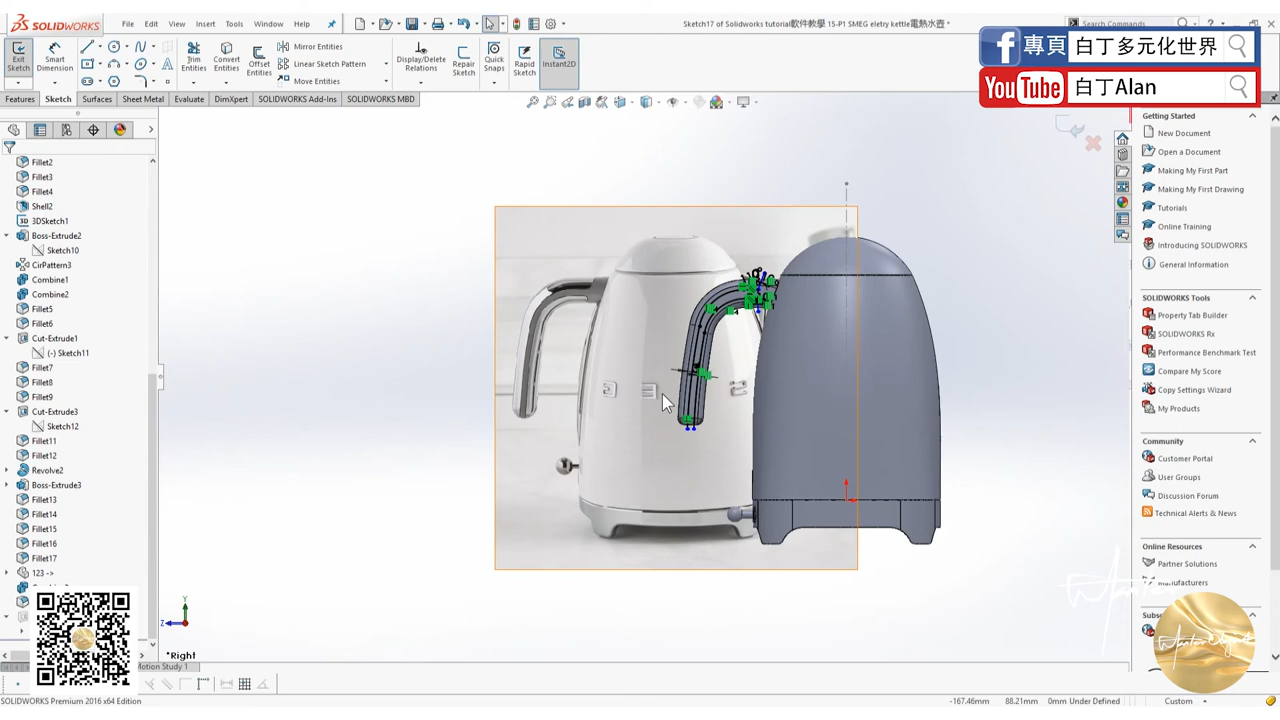 SOLIDWORKS
File Edit View Insert Tools Window Help
Sketch17 of Solidworks tutorial軟件教學 15-P1 SMEG eletry kettle電熱水壺 *
Search Commands
Exit Sketch
Smart Dimension
Trim Entities
Convert Entities
Offset Entities
Mirror Entities
Linear Sketch Pattern
Move Entities
Display/Delete Relations
Repair Sketch
Quick Snaps
Rapid Sketch
Instant2D
f 專頁 白丁多元化世界
YouTube 白丁Alan
Features Sketch Surfaces Sheet Metal Evaluate DimXpert SOLIDWORKS Add-Ins SOLIDWORKS MBD
Fillet2
Fillet3
Fillet4
Shell2
3D 3DSketch1
Boss-Extrude2
Sketch10
CirPattern3
Combine1
Combine2
Fillet5
Fillet6
Cut-Extrude1
(-) Sketch11
Fillet7
Fillet8
Fillet9
Cut-Extrude3
Sketch12
Fillet11
Fillet12
Revolve2
Boss-Extrude3
Fillet13
Fillet14
Fillet15
Fillet16
Fillet17
123 ->
Y
Z
*Right
Motion Study 1
SOLIDWORKS Premium 2016 x64 Edition
-167.46mm 88.21mm 0mm Under Defined Custom
Getting Started
New Document
Open a Document
Making My First Part
Making My First Drawing
Tutorials
Online Training
Introducing SOLIDWORKS
General Information
SOLIDWORKS Tools
Property Tab Builder
SOLIDWORKS Rx
Performance Benchmark Test
Compare My Score
Copy Settings Wizard
My Products
Community
Customer Portal
User Groups
Discussion Forum
Technical Alerts & News
Online Resources
Partner Solutions
Manufacturers